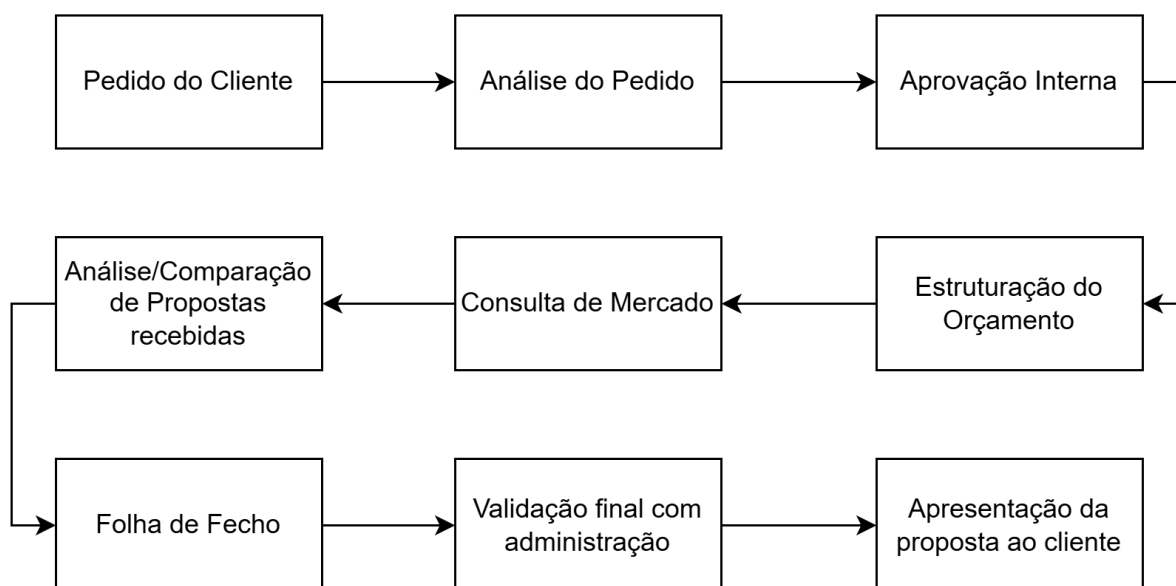 Pedido do Cliente
Análise do Pedido
Aprovação Interna
Análise/Comparação
de Propostas
recebidas
Consulta de Mercado
Estruturação do
Orçamento
Folha de Fecho
Validação final com
administração
Apresentação da
proposta ao cliente